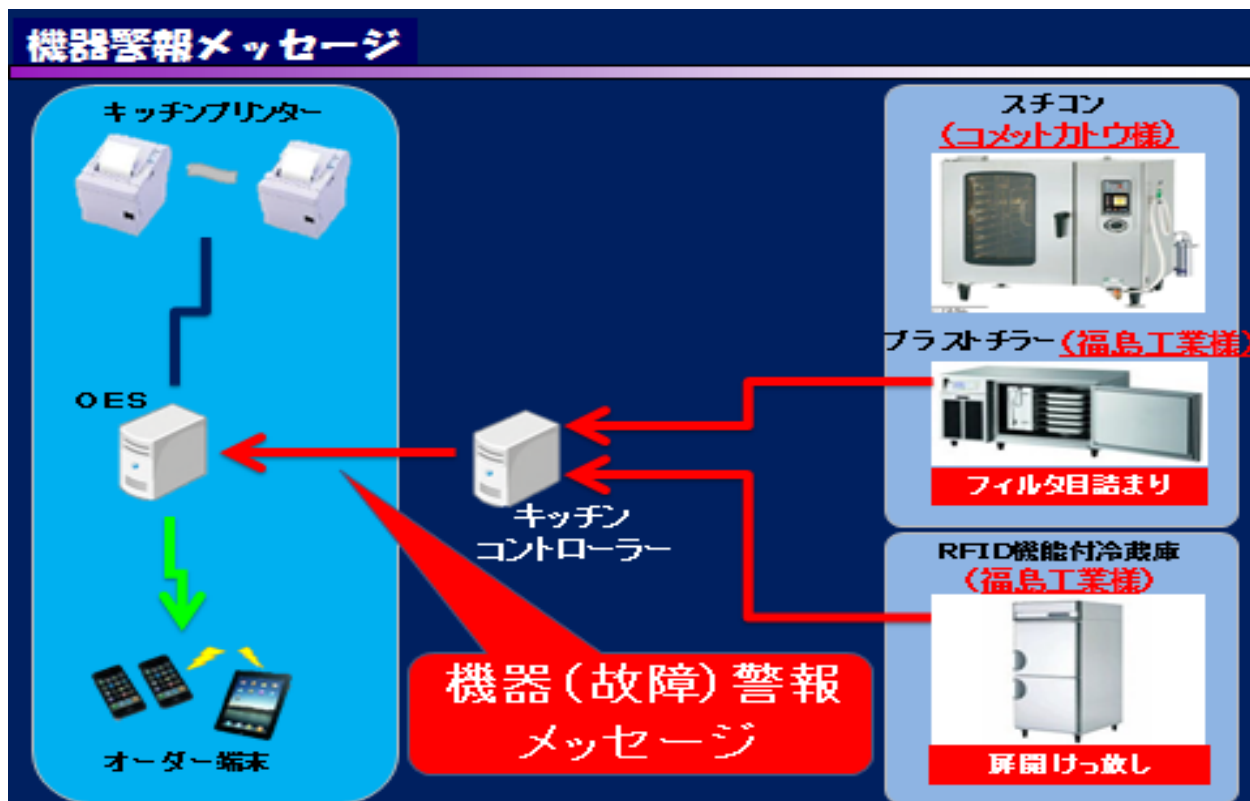 機器警報メッセージ
キッチンプリンター
OES
オーダー端末
キッチン
コントローラー
機器(故障)警報
メッセージ
スチコン
(コメットカトウ様)
ブラストチラー(福島工業様)
フィルタ目詰まり
RFID機能付冷蔵庫
(福島工業様)
扉開けっ放し